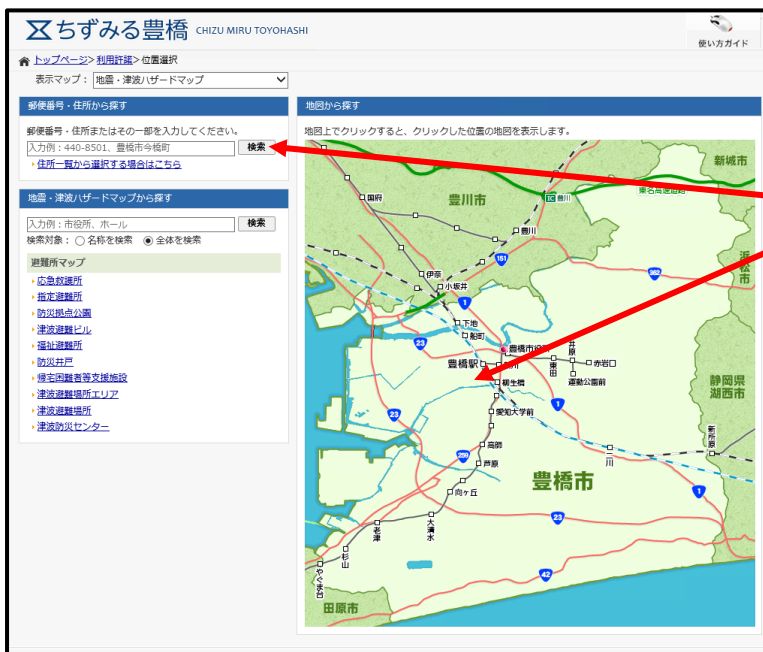 ちずみる豊橋 CHIZU MIRU TOYOHASHI
使い方ガイド
トップページ> 利用許諾> 位置選択
表示マップ： 地震・津波ハザードマップ
郵便番号・住所から探す
郵便番号・住所またはその一部を入力してください。
入力例：440-8501、豊橋市今橋町 検索
住所一覧から選択する場合はこちら
地震・津波ハザードマップから探す
入力例：市役所、ホール 検索
検索対象： 名称を検索 全体を検索
避難所マップ
応急救護所
指定避難所
防災拠点公園
津波避難ビル
福祉避難所
防災井戸
帰宅困難者等支援施設
津波避難場所エリア
津波避難場所
津波防災センター
地図から探す
地図上でクリックすると、クリックした位置の地図を表示します。
新城市
東名高速道路
国府
豊川市
IC 豊川
豊川
浜松市
151
伊奈
小坂井
362
1
下地
船町
23
豊橋市役
井原
豊橋駅
東田
赤岩口
運動公園前
柳生橋
静岡県
湖西市
1
23
愛知大学前
新所原
高師
二川
259
芦原
豊橋市
向ヶ丘
1
23
大清水
老津
杉山
やぐま台
42
田原市